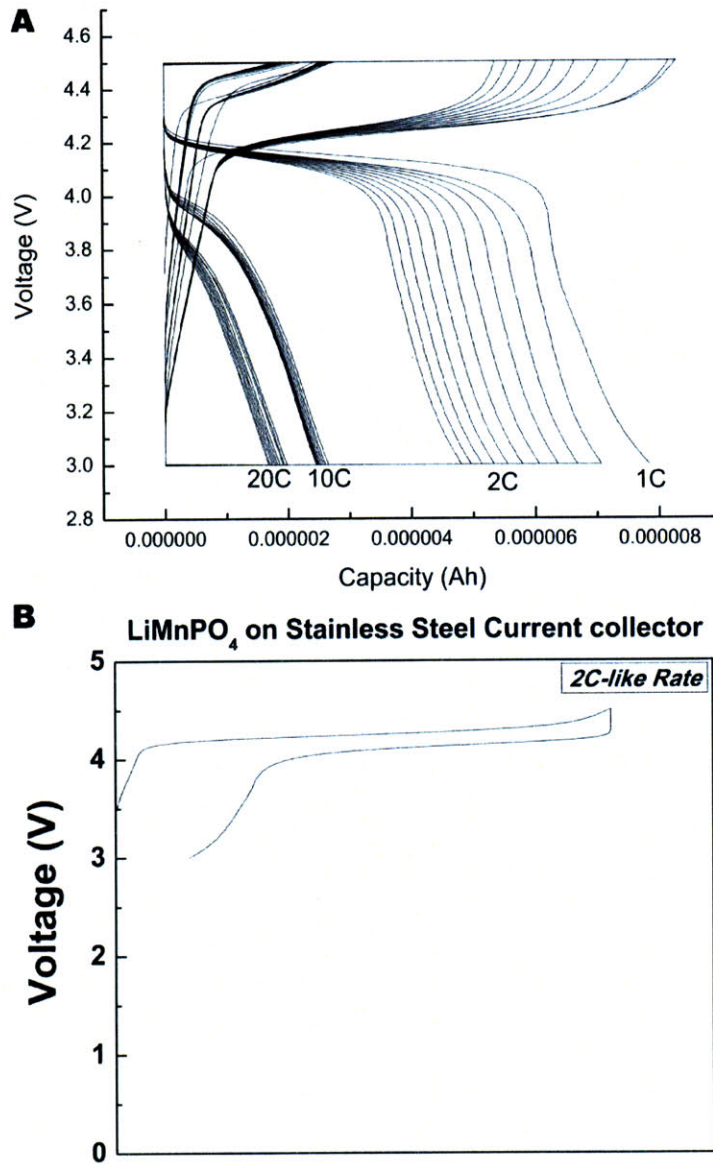 A
4.6
4.4
4.2
4.0
3.8
3.6
3.4
3.2
3.0
2.8
Voltage (V)
20C 10C 2C 1C
0.000000 0.000002 0.000004 0.000006 0.000008
Capacity (Ah)
B
LiMnPO₄ on Stainless Steel Current collector
2C-like Rate
5
4
3
2
1
0
Voltage (V)